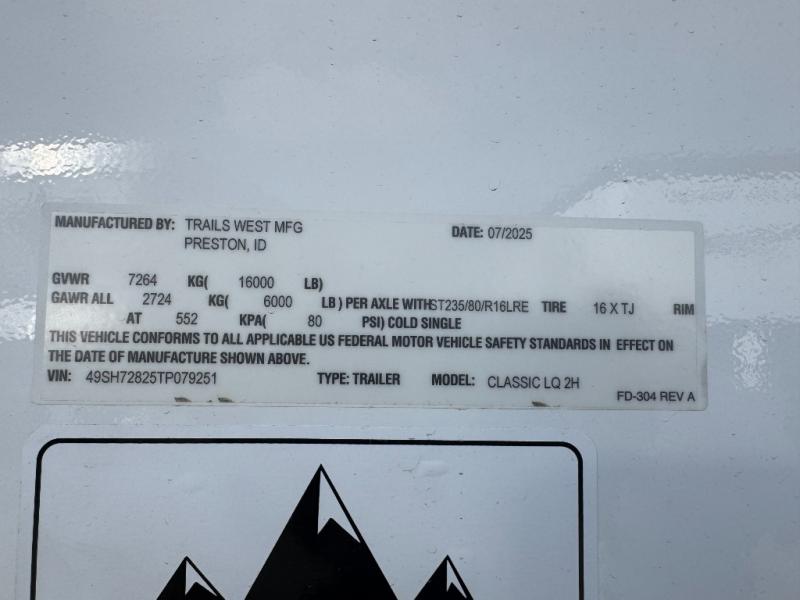 MANUFACTURED BY: TRAILS WEST MFG DATE: 07/2025
PRESTON, ID
GVWR 7264 KG( 16000 LB)
GAWR ALL 2724 KG( 6000 LB ) PER AXLE WITH ST235/80/R16LRE TIRE 16 X TJ RIM
AT 552 KPA( 80 PSI) COLD SINGLE
THIS VEHICLE CONFORMS TO ALL APPLICABLE US FEDERAL MOTOR VEHICLE SAFETY STANDARDS IN EFFECT ON
THE DATE OF MANUFACTURE SHOWN ABOVE.
VIN: 49SH72825TP079251 TYPE: TRAILER MODEL: CLASSIC LQ 2H
FD-304 REV A